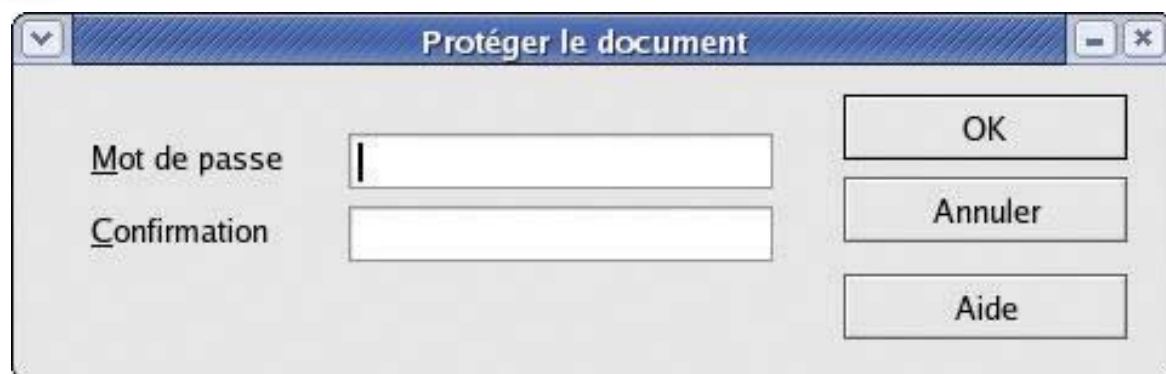 Protéger le document
Mot de passe
Confirmation
OK
Annuler
Aide